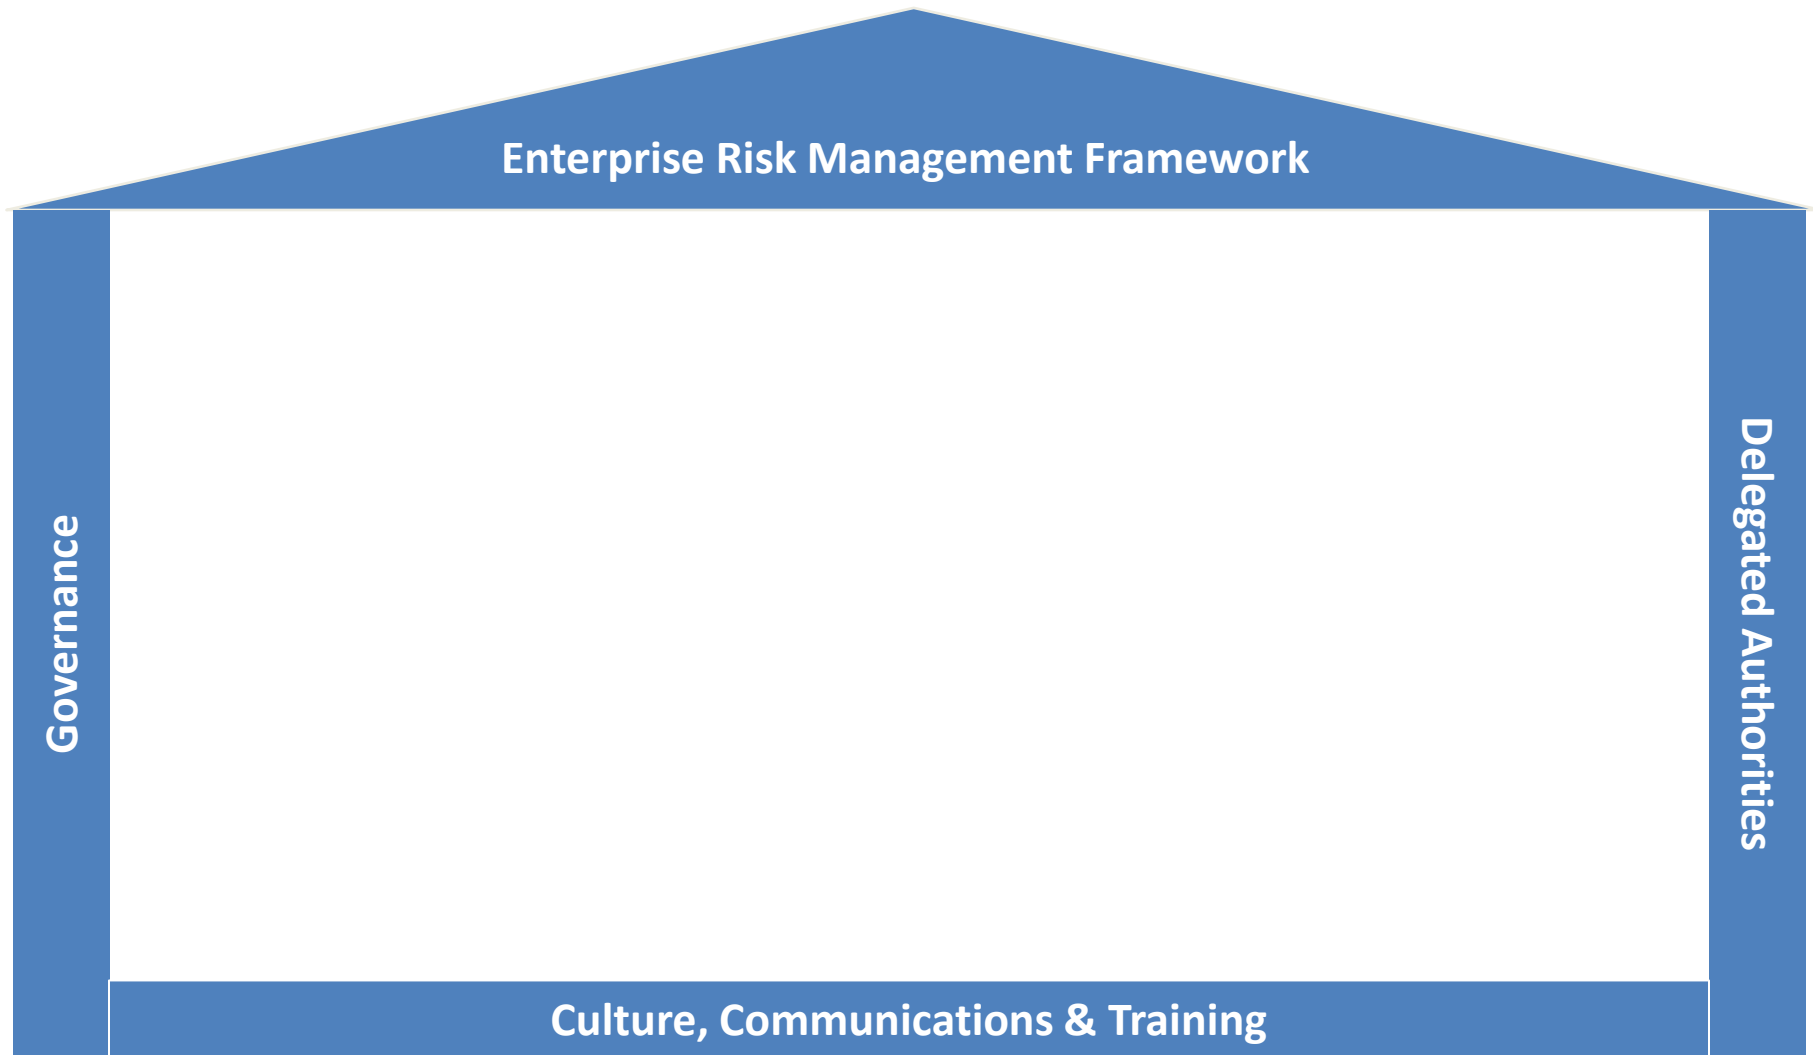 Enterprise Risk Management Framework
Governance
Delegated Authorities
Culture, Communications & Training